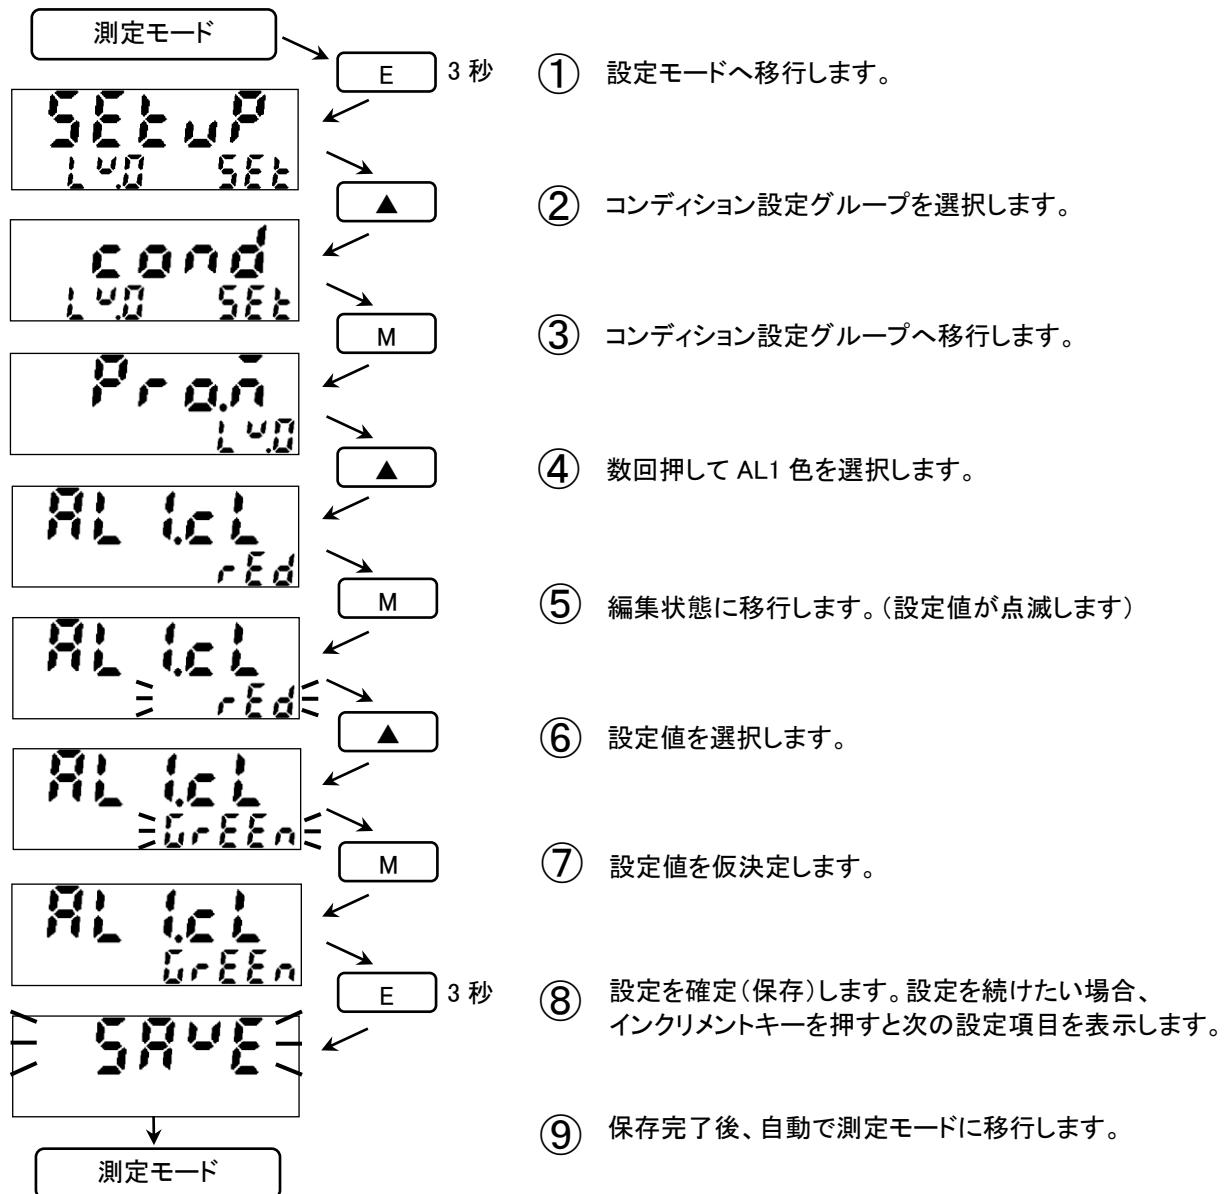 測定モード
E 3秒 ① 設定モードへ移行します。
SEtuP
Lv.0 SEt
▲ ② コンディション設定グループを選択します。
cond
Lv.0 SEt
M ③ コンディション設定グループへ移行します。
Pro.m
Lv.0
▲ ④ 数回押して AL1 色を選択します。
AL1.cL
rEd
M ⑤ 編集状態に移行します。(設定値が点滅します)
AL1.cL
rEd
▲ ⑥ 設定値を選択します。
AL1.cL
GrEEn
M ⑦ 設定値を仮決定します。
AL1.cL
GrEEn
E 3秒 ⑧ 設定を確定(保存)します。設定を続けたい場合、
インクリメントキーを押すと次の設定項目を表示します。
SAvE
⑨ 保存完了後、自動で測定モードに移行します。
測定モード